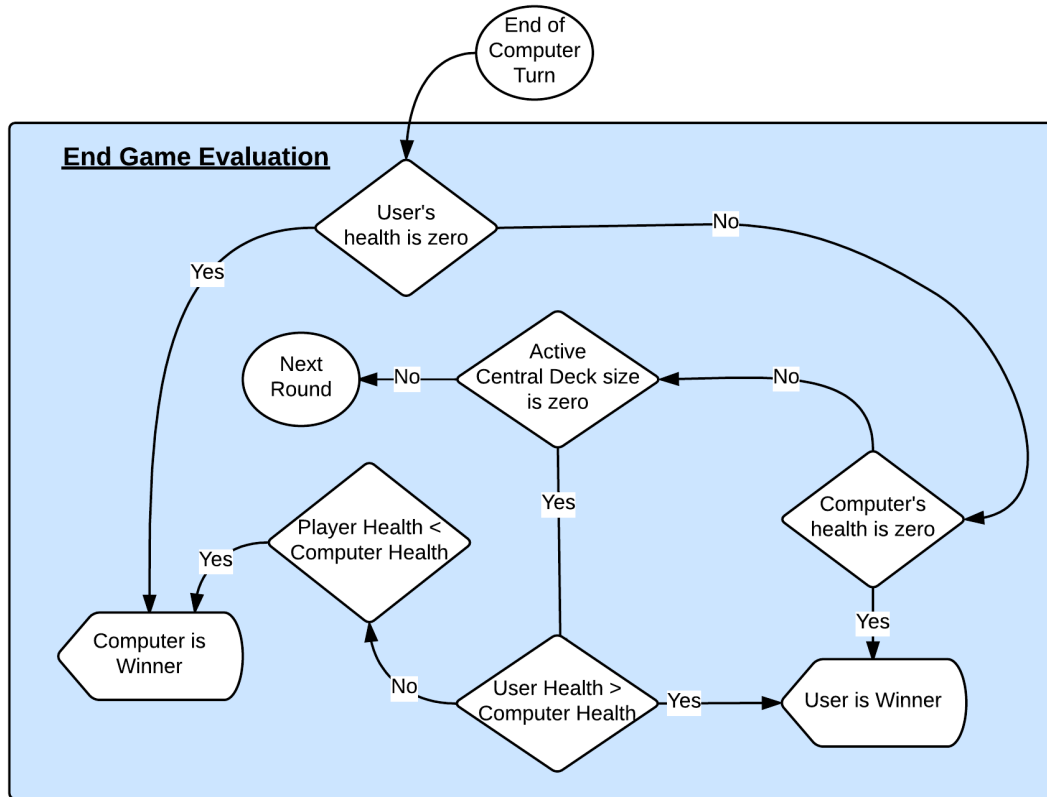 End of
Computer
Turn
End Game Evaluation
User's
health is zero
No
Yes
Active
Central Deck size
is zero
No
No
Next
Round
Yes
Computer's
health is zero
Player Health <
Computer Health
Yes
Yes
Computer is
Winner
User Health >
Computer Health
No
Yes
User is Winner